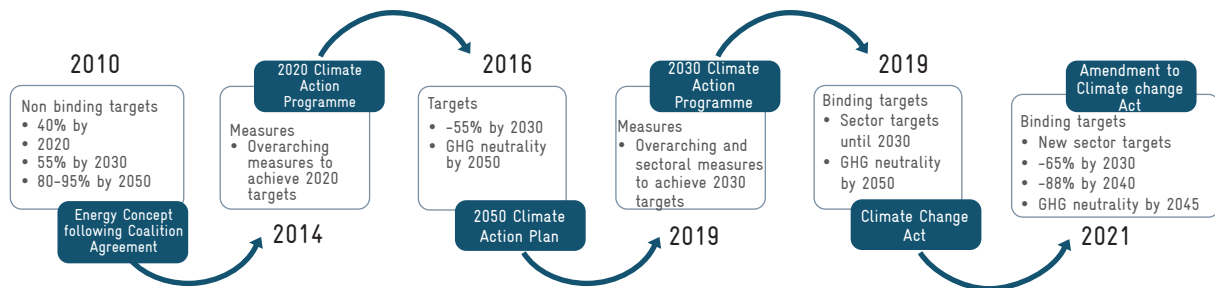 2010
Non binding targets
• 40% by
• 2020
• 55% by 2030
• 80-95% by 2050
Energy Concept
following Coalition
Agreement
2020 Climate
Action
Programme
Measures
• Overarching
measures to
achieve 2020
targets
2014
2016
Targets
• -55% by 2030
• GHG neutrality
by 2050
2050 Climate
Action Plan
2030 Climate
Action
Programme
Measures
• Overarching and
sectoral measures
to achieve 2030
targets
2019
2019
Binding targets
• Sector targets
until 2030
• GHG neutrality
by 2050
Climate Change
Act
Amendment to
Climate change
Act
Binding targets
• New sector targets
• -65% by 2030
• -88% by 2040
• GHG neutrality by 2045
2021